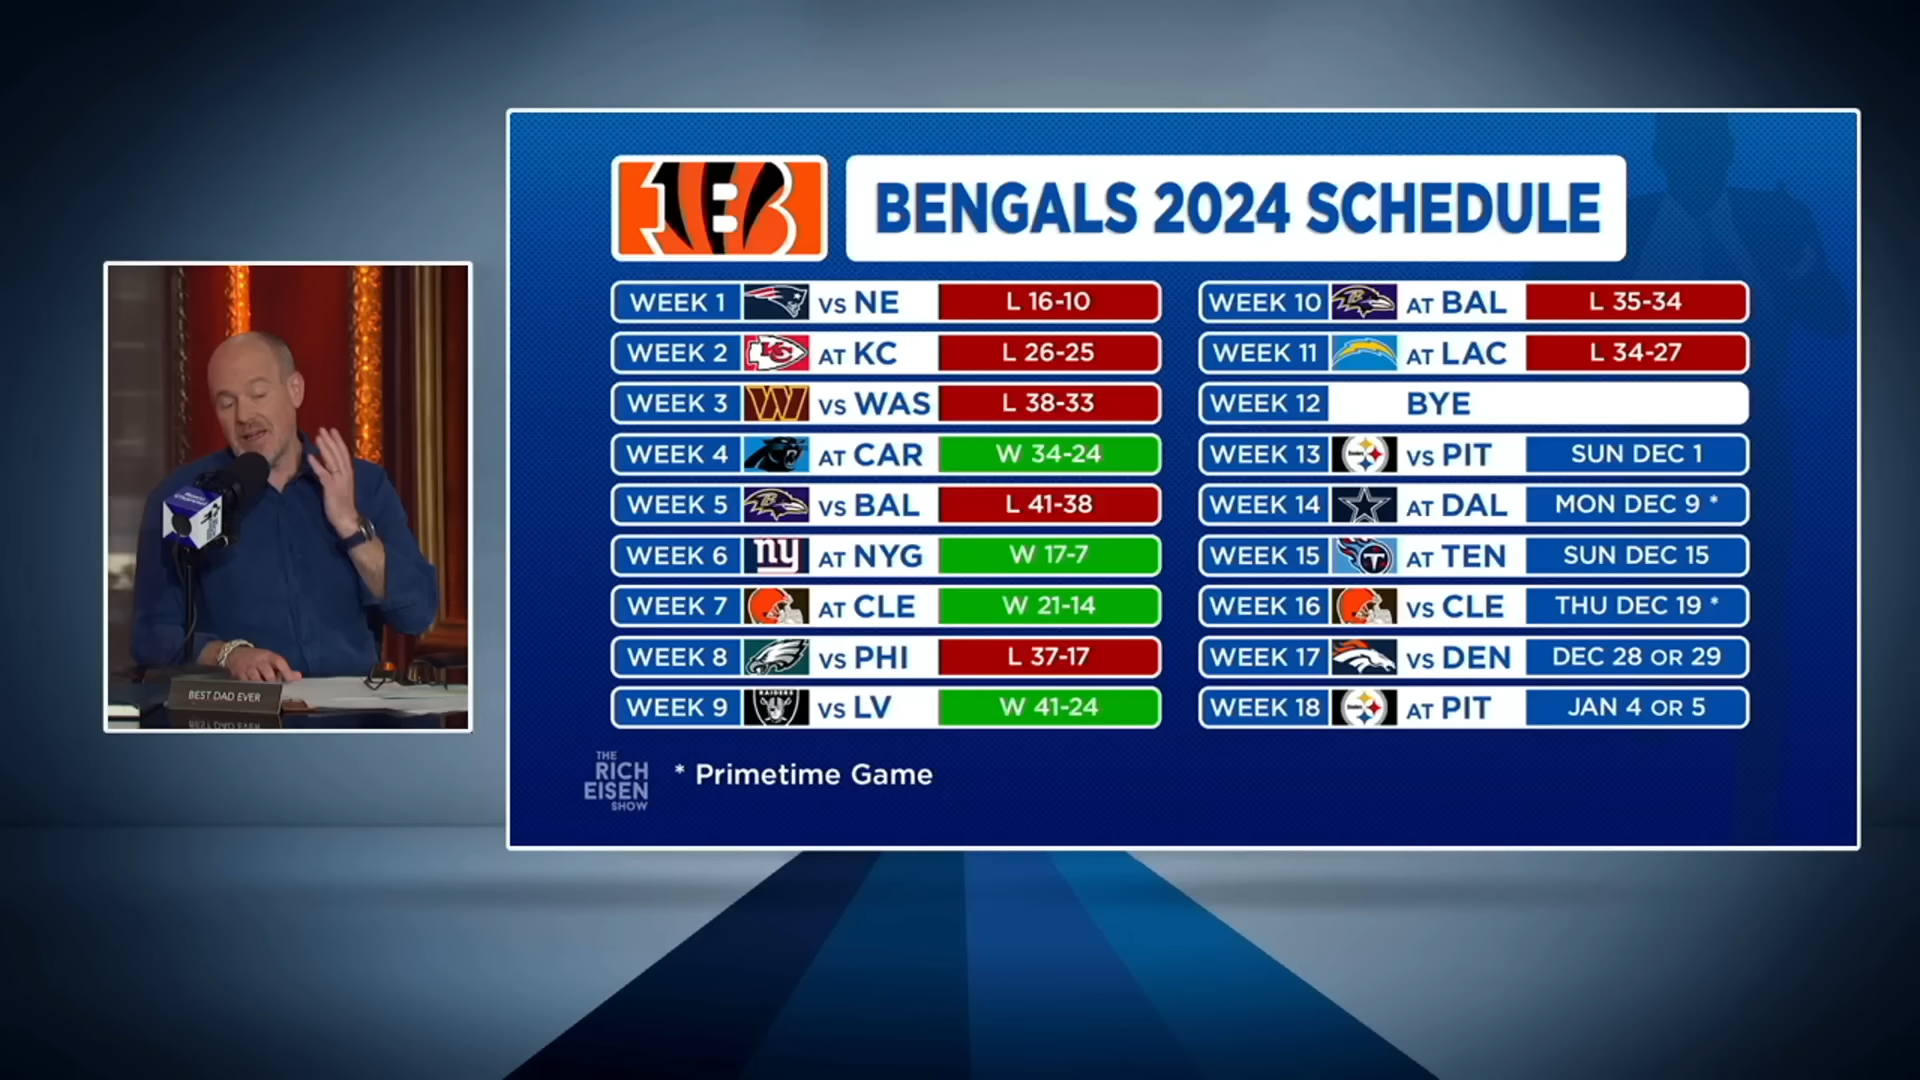 BENGALS 2024 SCHEDULE
WEEK 1 VS NE L 16-10
WEEK 2 AT KC L 26-25
WEEK 3 VS WAS L 38-33
WEEK 4 AT CAR W 34-24
WEEK 5 VS BAL L 41-38
WEEK 6 ny AT NYG W 17-7
WEEK 7 AT CLE W 21-14
WEEK 8 VS PHI L 37-17
WEEK 9 RAIDERS VS LV W 41-24
WEEK 10 AT BAL L 35-34
WEEK 11 AT LAC L 34-27
WEEK 12 BYE
WEEK 13 VS PIT SUN DEC 1
WEEK 14 AT DAL MON DEC 9 *
WEEK 15 AT TEN SUN DEC 15
WEEK 16 VS CLE THU DEC 19 *
WEEK 17 VS DEN DEC 28 OR 29
WEEK 18 AT PIT JAN 4 OR 5
THE
RICH
EISEN
SHOW
* Primetime Game
BEST DAD EVER